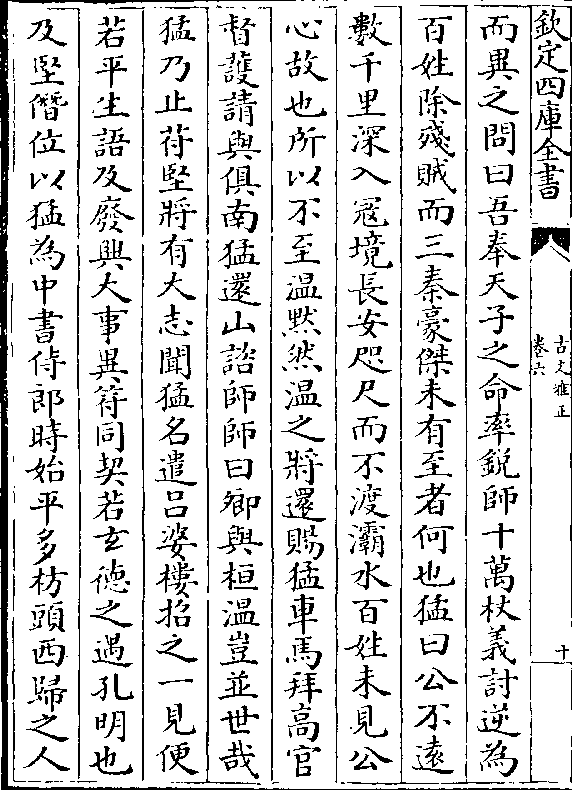 欽定四庫全書
古文雅正
卷六
十
而異之問曰吾奉天子之命率銳師十萬杖義討逆為
百姓除殘賊而三秦豪傑未有至者何也猛曰公不遠
數千里深入寇境長安咫尺而不渡灞水百姓未見公
心故也所以不至温黙然温之將還賜猛車馬拜高官
督䕶請與俱南猛還山諮師師曰卿與桓温豈並世哉
猛乃止苻堅將有大志聞猛名遣吕婆樓招之一見便
若平生語及廢興大事異符同契若玄德之遇孔明也
及堅僭位以猛為中書侍郎時始平多枋頭西歸之人